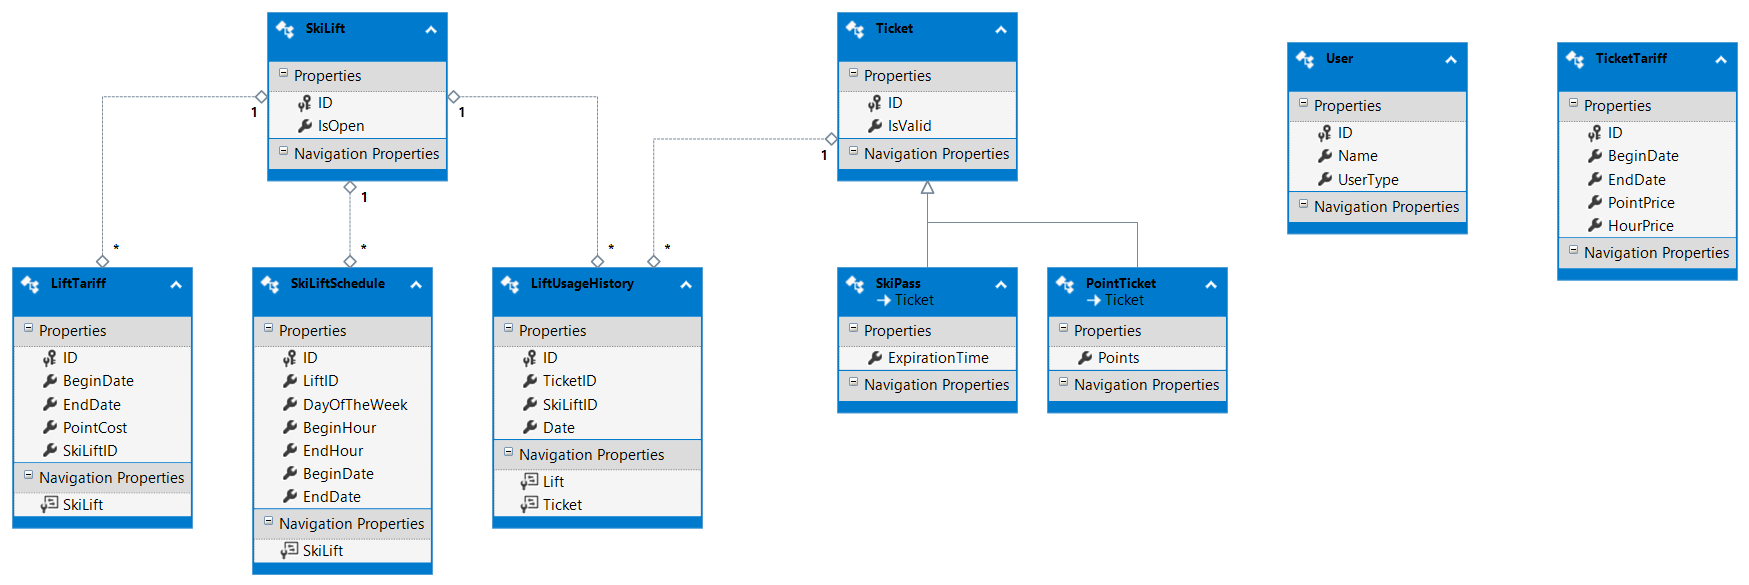 SkiLift
Properties
ID
IsOpen
Navigation Properties
1
1
1
Ticket
Properties
ID
IsValid
Navigation Properties
1
User
Properties
ID
Name
UserType
Navigation Properties
TicketTariff
Properties
ID
BeginDate
EndDate
PointPrice
HourPrice
Navigation Properties
*
*
*
*
LiftTariff
Properties
ID
BeginDate
EndDate
PointCost
SkiLiftID
Navigation Properties
SkiLift
SkiLiftSchedule
Properties
ID
LiftID
DayOfTheWeek
BeginHour
EndHour
BeginDate
EndDate
Navigation Properties
SkiLift
LiftUsageHistory
Properties
ID
TicketID
SkiLiftID
Date
Navigation Properties
Lift
Ticket
SkiPass
Ticket
Properties
ExpirationTime
Navigation Properties
PointTicket
Ticket
Properties
Points
Navigation Properties